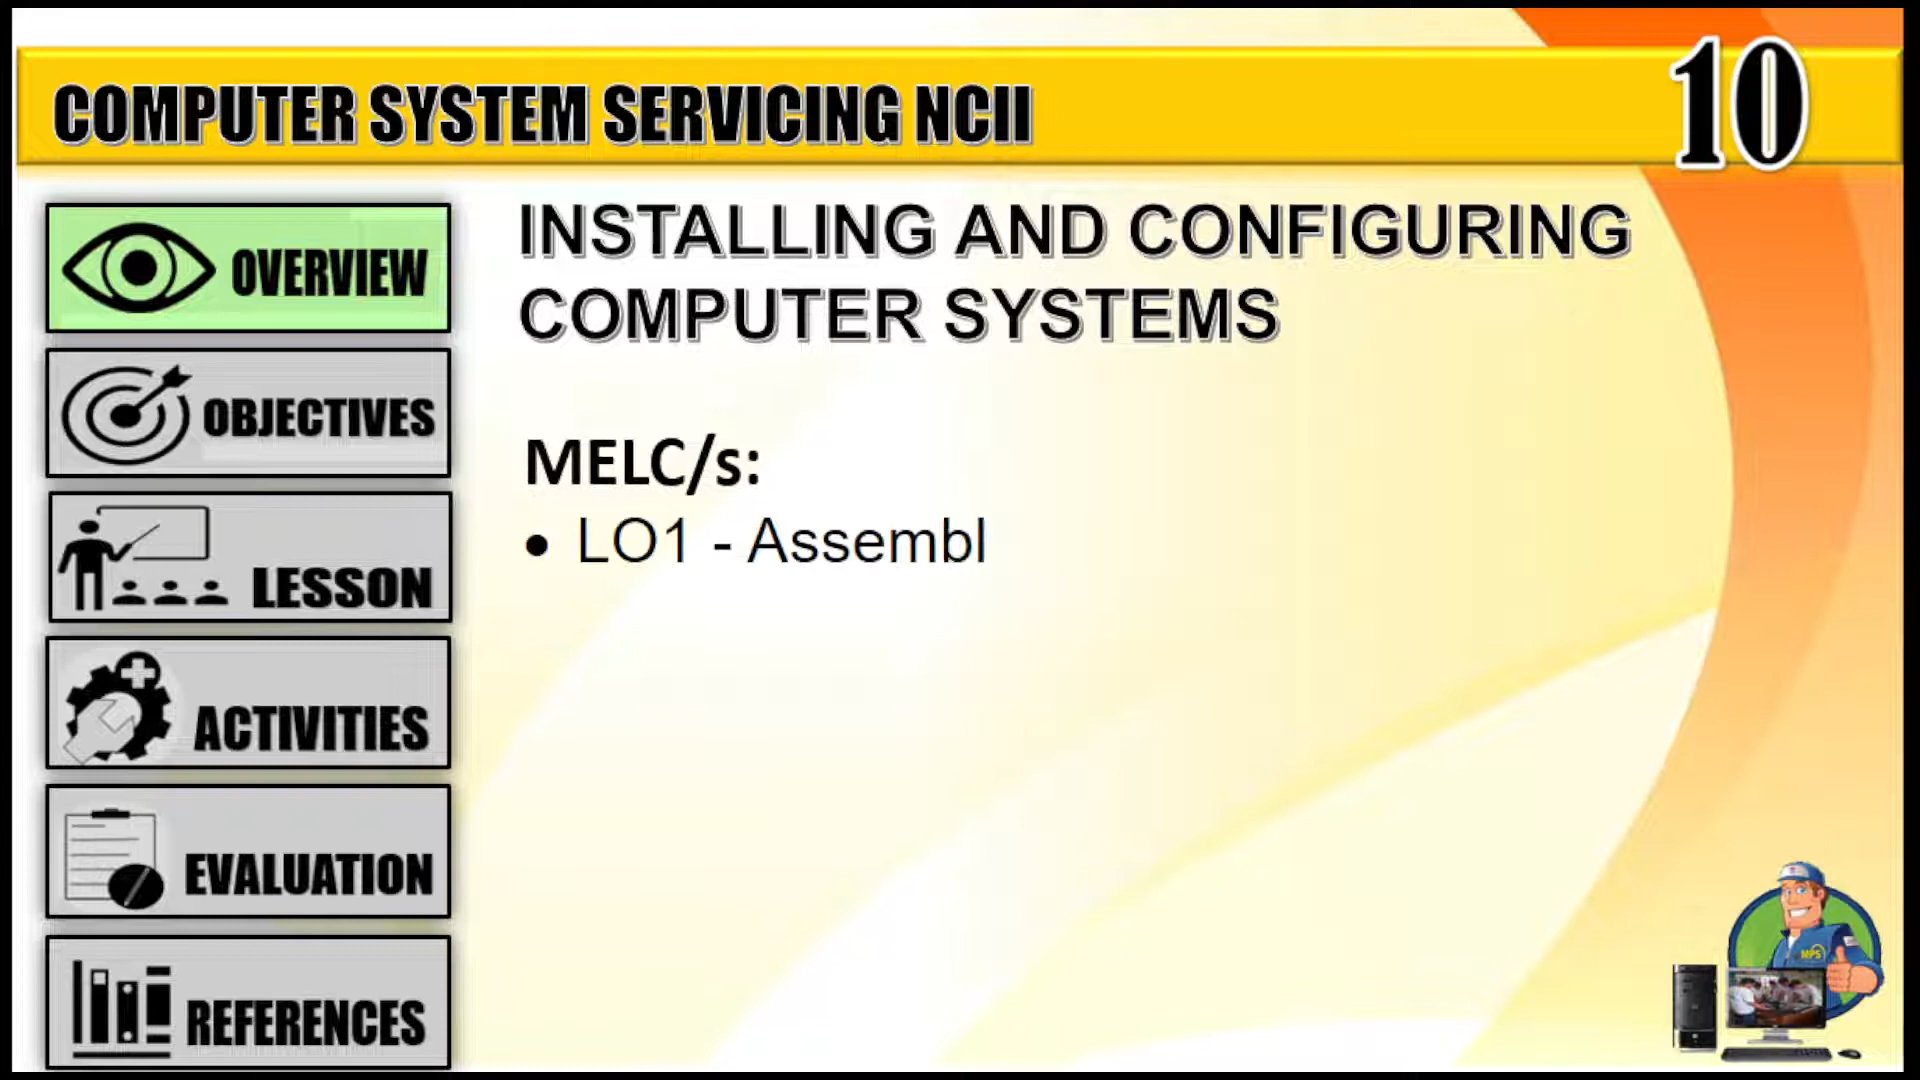 COMPUTER SYSTEM SERVICING NCII
10
OVERVIEW
OBJECTIVES
LESSON
ACTIVITIES
EVALUATION
REFERENCES
INSTALLING AND CONFIGURING
COMPUTER SYSTEMS
MELC/s:
• LO1 - Assembl
MPS